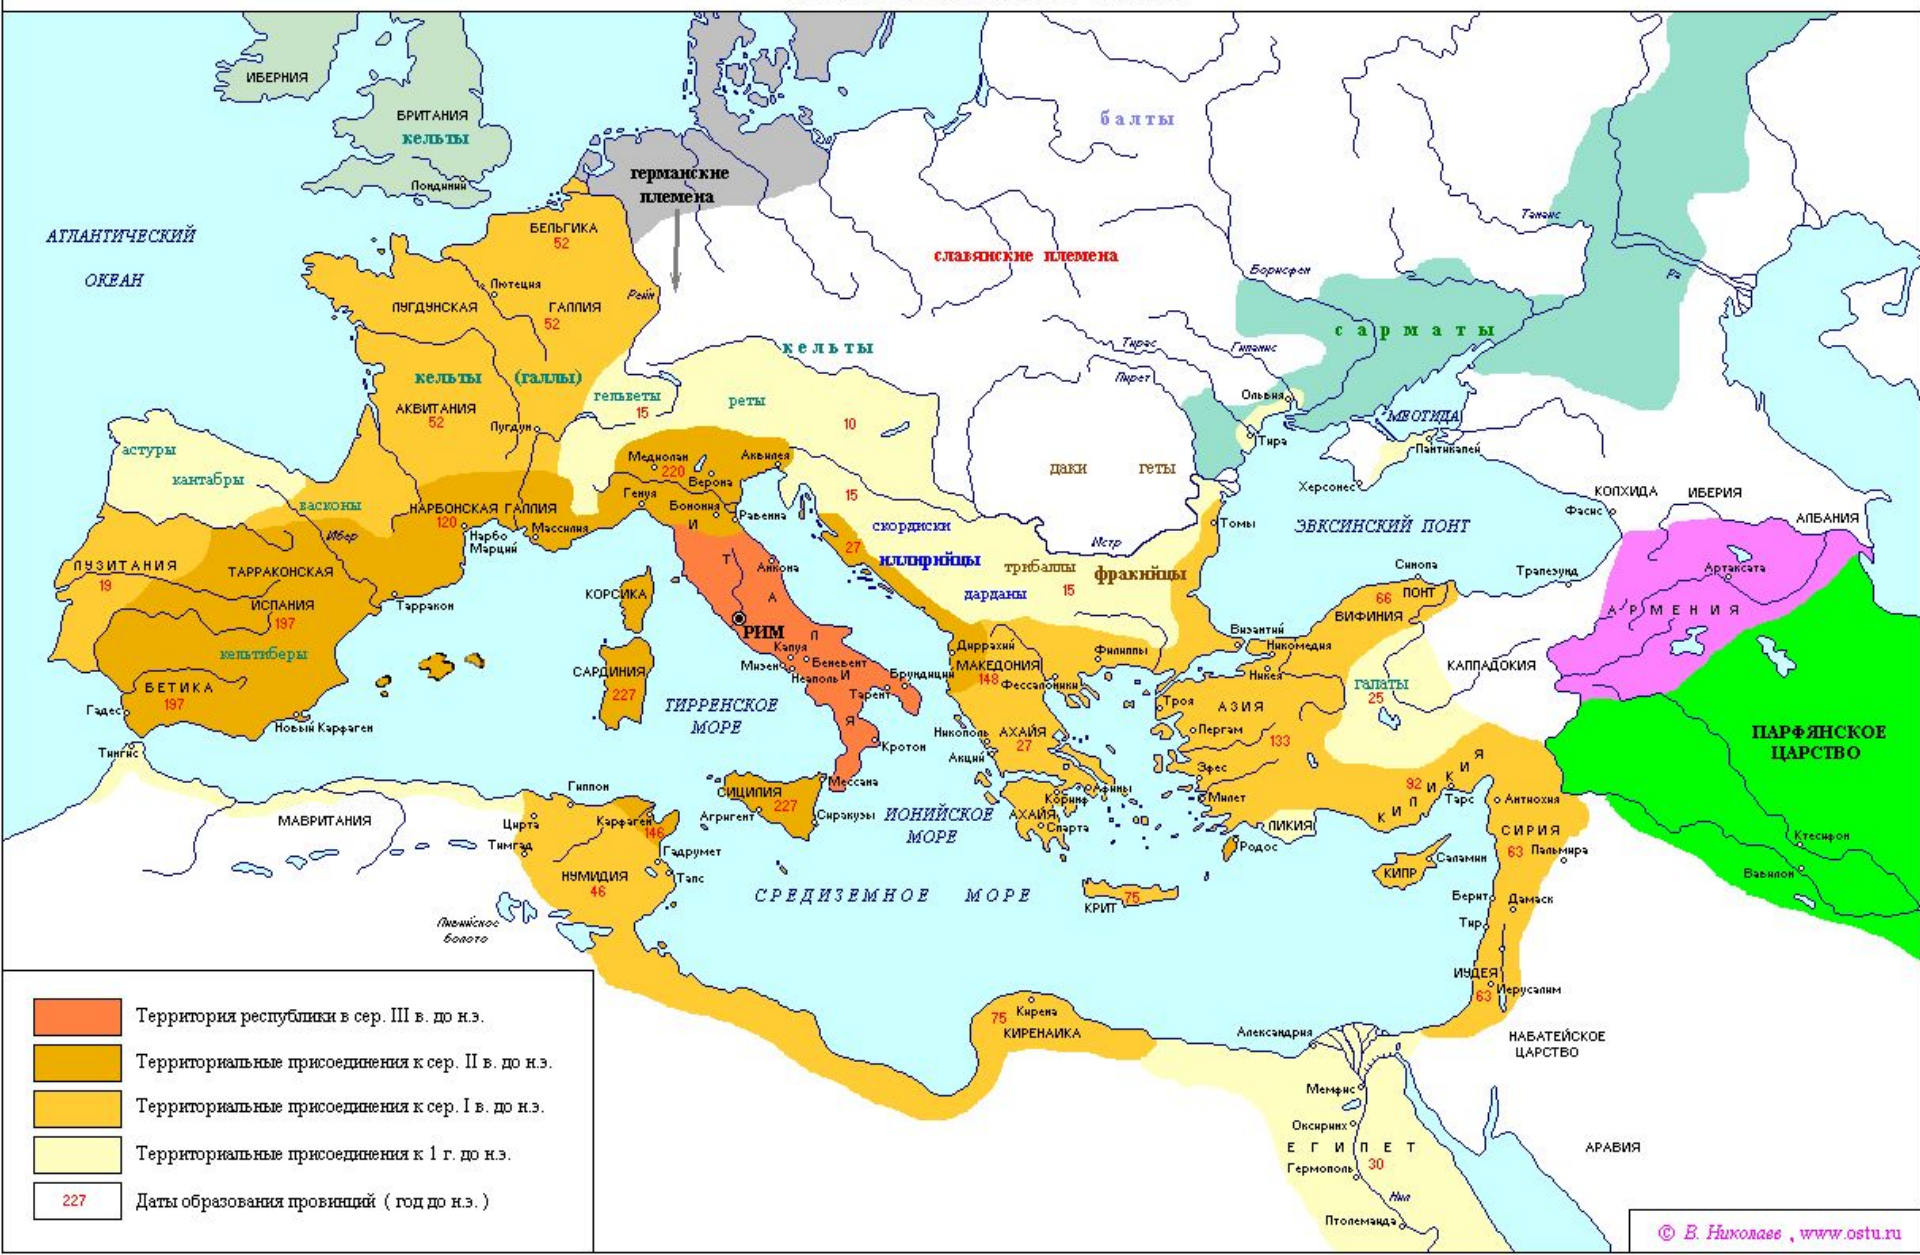 ИБЕРНИЯ
БРИТАНИЯ
кельты
Лондиний
АТЛАНТИЧЕСКИЙ
ОКЕАН
германские
племена
балты
славянские племена
Танаис
Борисфен
Ра
сарматы
Тирас
Гипанис
Пирет
Ольвия
Тира
МЕОТИДА
Пантикапей
Херсонес
БЕЛЬГИКА
52
Лютеция
ЛУГДУНСКАЯ ГАЛЛИЯ
52
Рейн
кельты (галлы)
АКВИТАНИЯ
52
Лугдун
кельты
гельветы
15
реты
10
15
даки геты
астуры
кантабры
васконы
НАРБОНСКАЯ ГАЛЛИЯ
120
Нарбо
Марций
Массилия
Ибер
Медиолан
220
Верона
Аквилея
Генуя
Бонония
Равенна
ИТАЛИЯ
Анкона
РИМ
Капуя
Мизен
Беневент
Неаполь
Брундизий
Тарент
Кротон
Мессана
скордиски
27
иллирийцы
трибаллы
фракийцы
дарданы
15
Истр
Томы
ЭВКСИНСКИЙ ПОНТ
КОЛХИДА
Фасис
ИБЕРИЯ
АЛБАНИЯ
Артаксата
АРМЕНИЯ
Синопа
Трапезунд
66
ПОНТ
ВИФИНИЯ
ЛУЗИТАНИЯ
19
ТАРРАКОНСКАЯ
ИСПАНИЯ
197
Тарракон
кельтиберы
БЕТИКА
197
Гадес
Новый Карфаген
Тингис
КОРСИКА
САРДИНИЯ
227
ТИРРЕНСКОЕ
МОРЕ
Диррахий
МАКЕДОНИЯ
148
Филиппы
Фессалоники
Византий
Никомедия
Никея
КАППАДОКИЯ
галаты
25
Троя
АЗИЯ
Пергам
133
Никополь
АХАЙЯ
27
Акций
Эфес
Милет
Коринф
Афины
АХАЙЯ
Спарта
ЛИКИЯ
Родос
92
КИЛИКИЯ
Тарс
Антиохия
СИРИЯ
63
Пальмира
ПАРФЯНСКОЕ
ЦАРСТВО
Ктесифон
Вавилон
МАВРИТАНИЯ
Гиппон
Цирта
Карфаген
146
Тимгад
Гадрумет
Тапс
НУМИДИЯ
46
Ливийское
болото
СИЦИЛИЯ
227
Агригент
Сиракузы
ИОНИЙСКОЕ
МОРЕ
СРЕДИЗЕМНОЕ МОРЕ
КРИТ
75
Саламин
КИПР
Берит
Дамаск
Тир
ИУДЕЯ
63
Иерусалим
НАБАТЕЙСКОЕ
ЦАРСТВО
75
Кирена
КИРЕНАИКА
Александрия
Мемфис
Оксиринх
ЕГИПЕТ
Гермополь
30
Нил
Птолемаида
АРАВИЯ
Территория республики в сер. III в. до н.э.
Территориальные присоединения к сер. II в. до н.э.
Территориальные присоединения к сер. I в. до н.э.
Территориальные присоединения к 1 г. до н.э.
227
Даты образования провинций ( год до н.э. )
© В. Николаев , www.ostu.ru